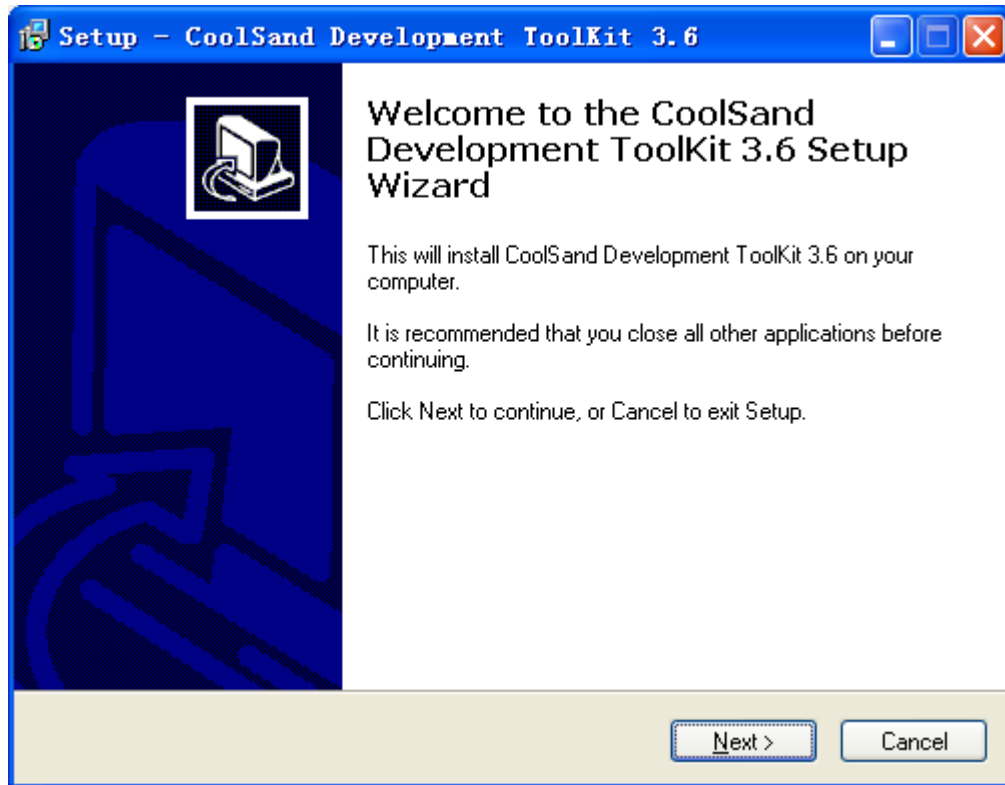 Setup - CoolSand Development ToolKit 3.6
Welcome to the CoolSand
Development ToolKit 3.6 Setup
Wizard
This will install CoolSand Development ToolKit 3.6 on your
computer.
It is recommended that you close all other applications before
continuing.
Click Next to continue, or Cancel to exit Setup.
Next >
Cancel